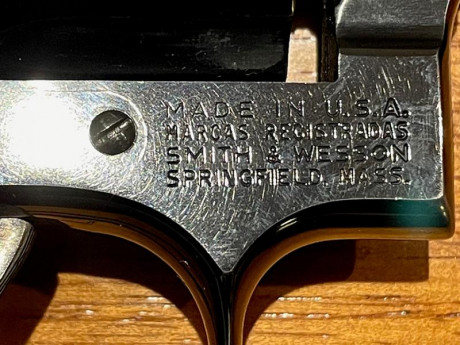 MADE IN U.S.A.
MARCAS REGISTRADAS
SMITH & WESSON
SPRINGFIELD. MASS.